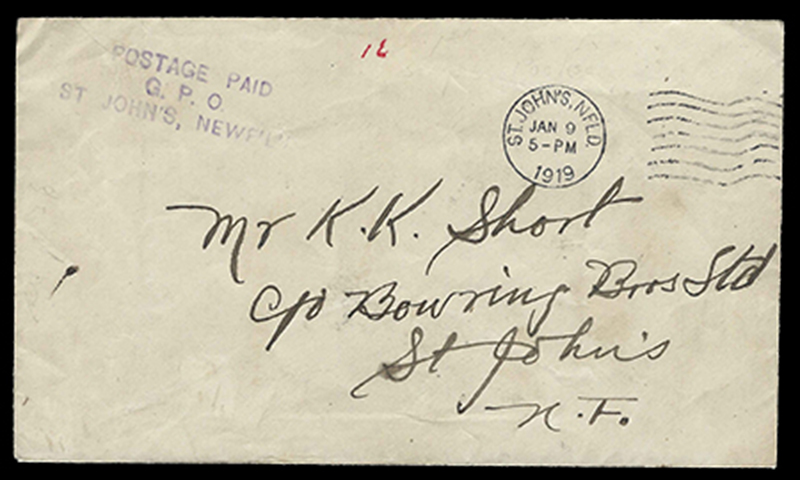 POSTAGE PAID
G. P. O.
ST JOHN'S, NEWF'L
ST. JOHN'S, NFLD.
JAN 9
5-PM
1919
Mr K.K. Short
c/o Bowring Bros Ltd
St John's
N.F.